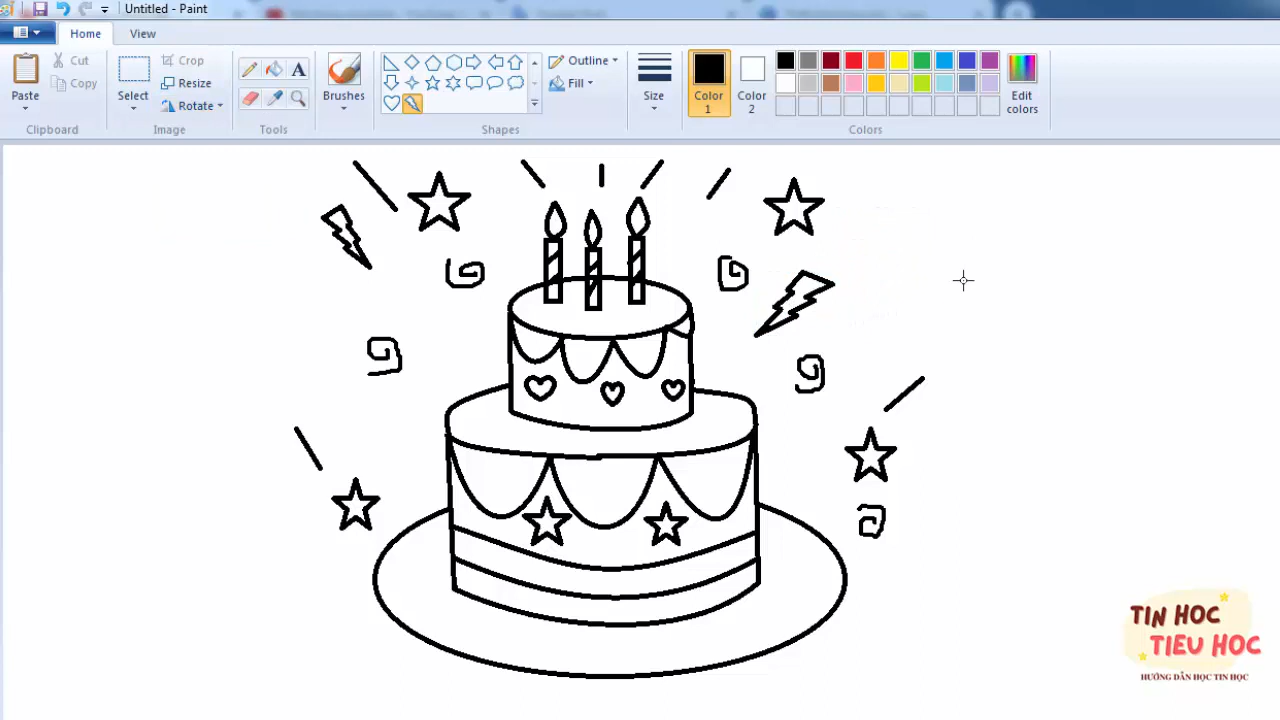 Untitled - Paint
Home View
Paste
Cut
Copy
Clipboard
Select
Crop
Resize
Rotate
Image
A
Tools
Brushes
Shapes
Outline
Fill
Size
Color 1
Color 2
Edit colors
Colors
TIN HOC
TIEU HOC
HƯỚNG DẪN HỌC TIN HỌC